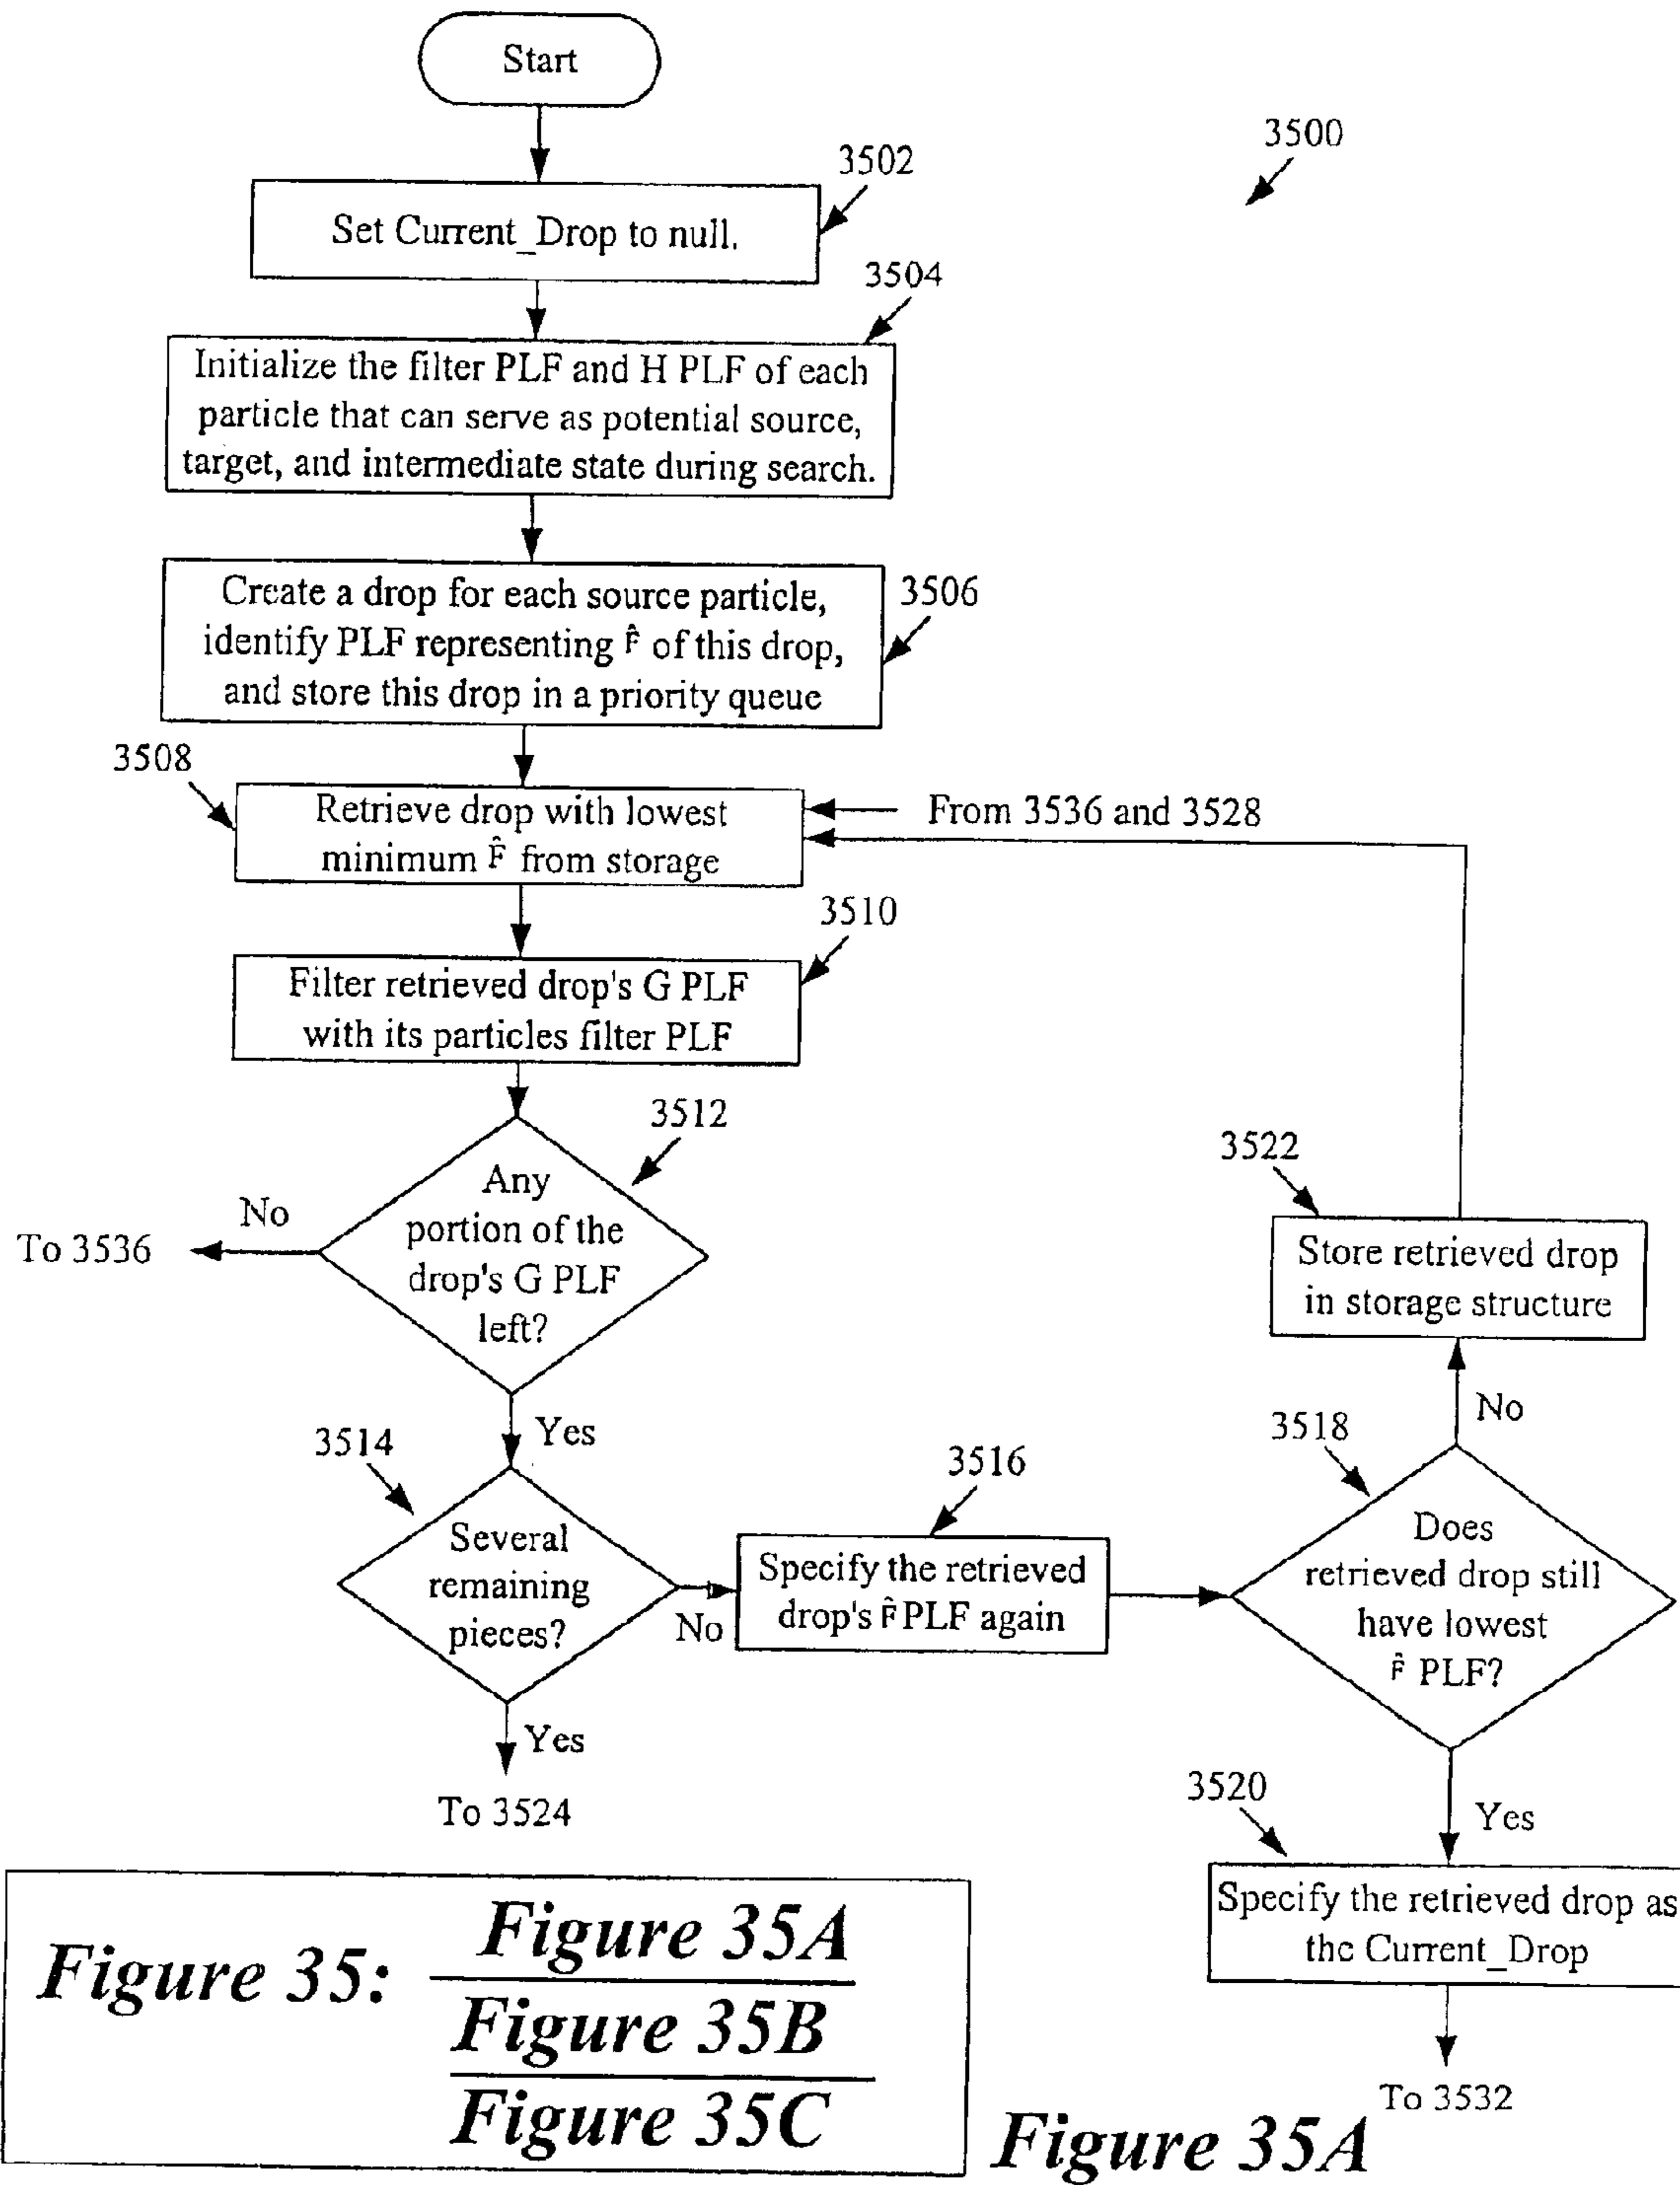 Start
3500
3502
Set Current_Drop to null.
3504
Initialize the filter PLF and H PLF of each
particle that can serve as potential source,
target, and intermediate state during search.
3506
Create a drop for each source particle,
identify PLF representing F̂ of this drop,
and store this drop in a priority queue
3508
Retrieve drop with lowest
minimum F̂ from storage
From 3536 and 3528
3510
Filter retrieved drop's G PLF
with its particles filter PLF
3512
Any
portion of the
drop's G PLF
left?
No
To 3536
Yes
3514
Several
remaining
pieces?
No
Yes
To 3524
3516
Specify the retrieved
drop's F̂ PLF again
3518
Does
retrieved drop still
have lowest
F̂ PLF?
No
3522
Store retrieved drop
in storage structure
Yes
3520
Specify the retrieved drop as
the Current_Drop
To 3532
Figure 35:
Figure 35A
Figure 35B
Figure 35C
Figure 35A